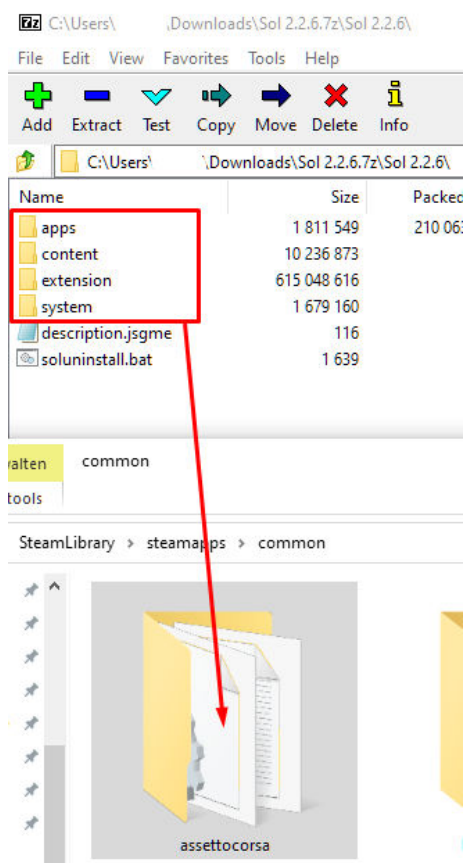 C:\Users\ .Downloads\Sol 2.2.6.7z\Sol 2.2.6\
File Edit View Favorites Tools Help
Add Extract Test Copy Move Delete Info
C:\Users' `.Downloads\Sol 2.2.6.7z\Sol 2.2.6\
Name Size Packed
apps 1 811 549 210 063
content 10 236 873
extension 615 048 616
system 1 679 160
description.jsgme 116
soluninstall.bat 1 639
valten common
tools
SteamLibrary > steamapps > common
assettocorsa